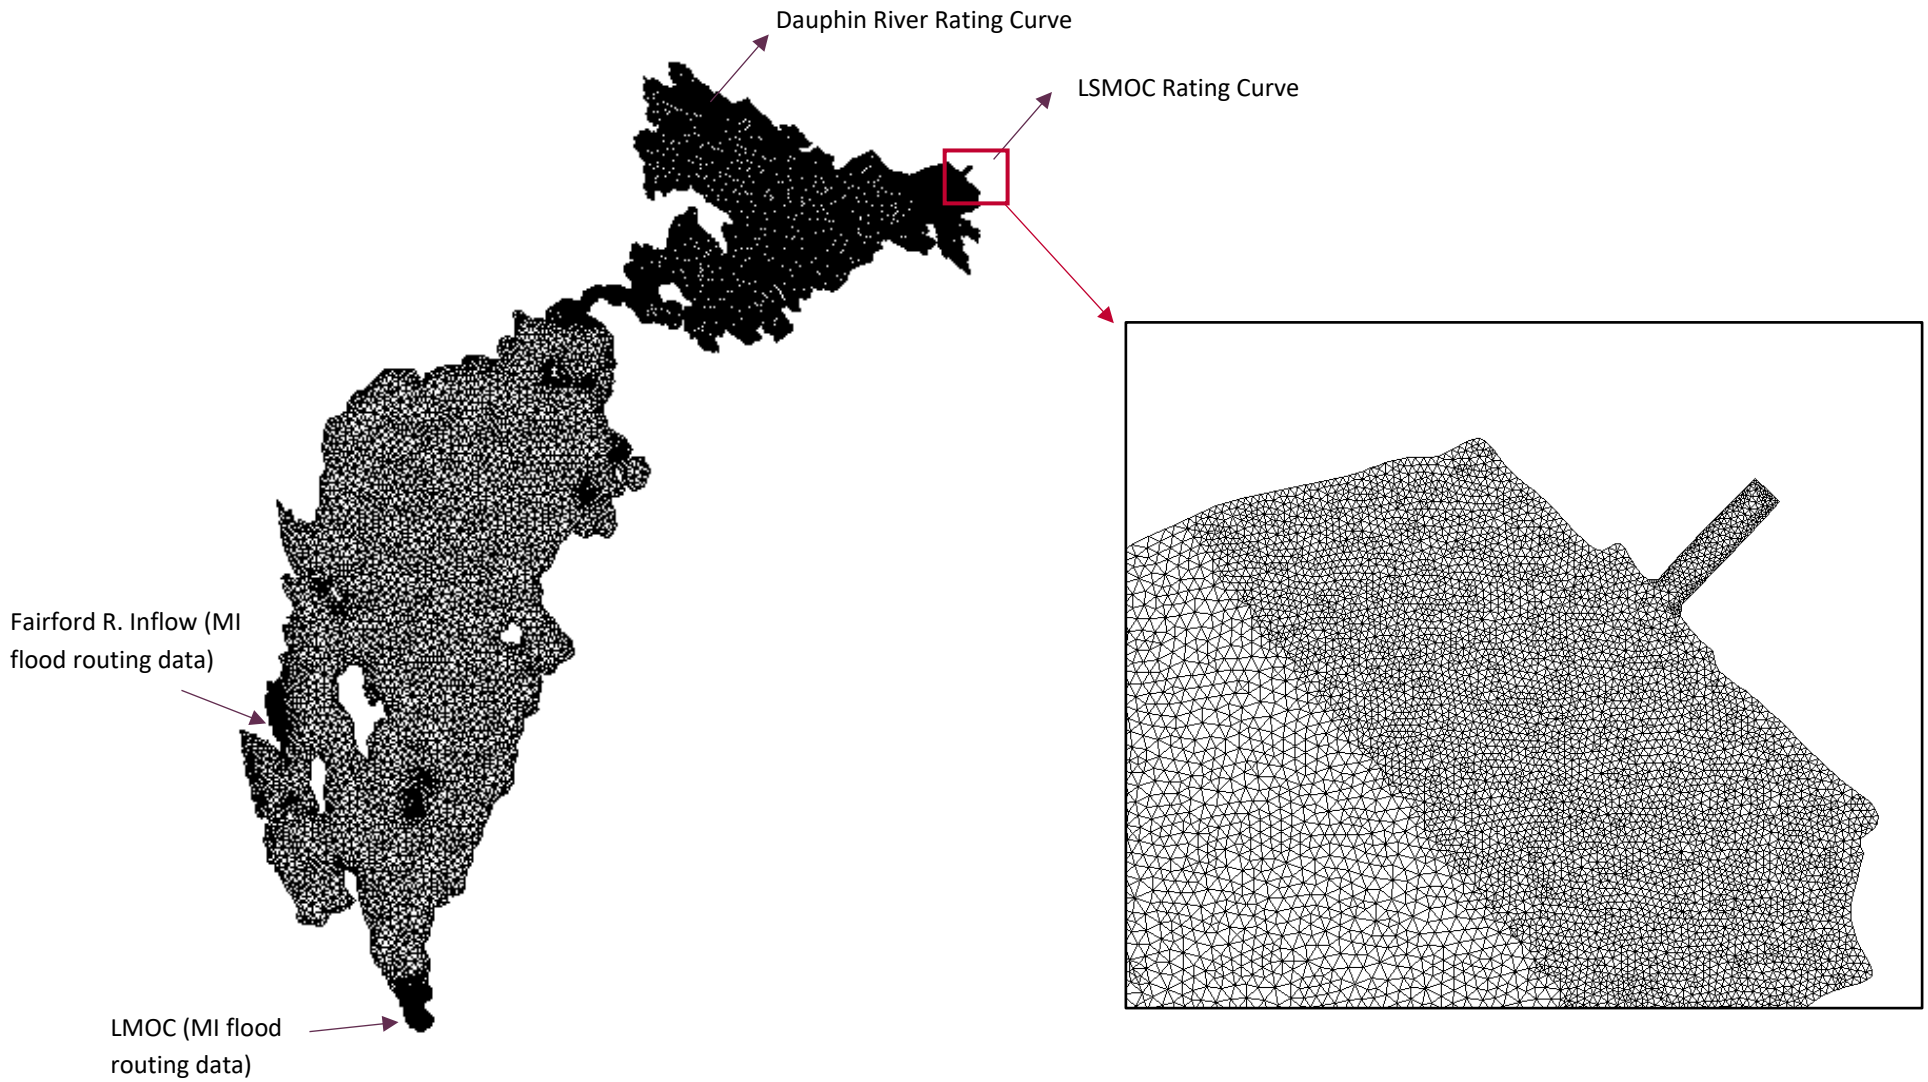 Dauphin River Rating Curve
LSMOC Rating Curve
Fairford R. Inflow (MI
flood routing data)
LMOC (MI flood
routing data)